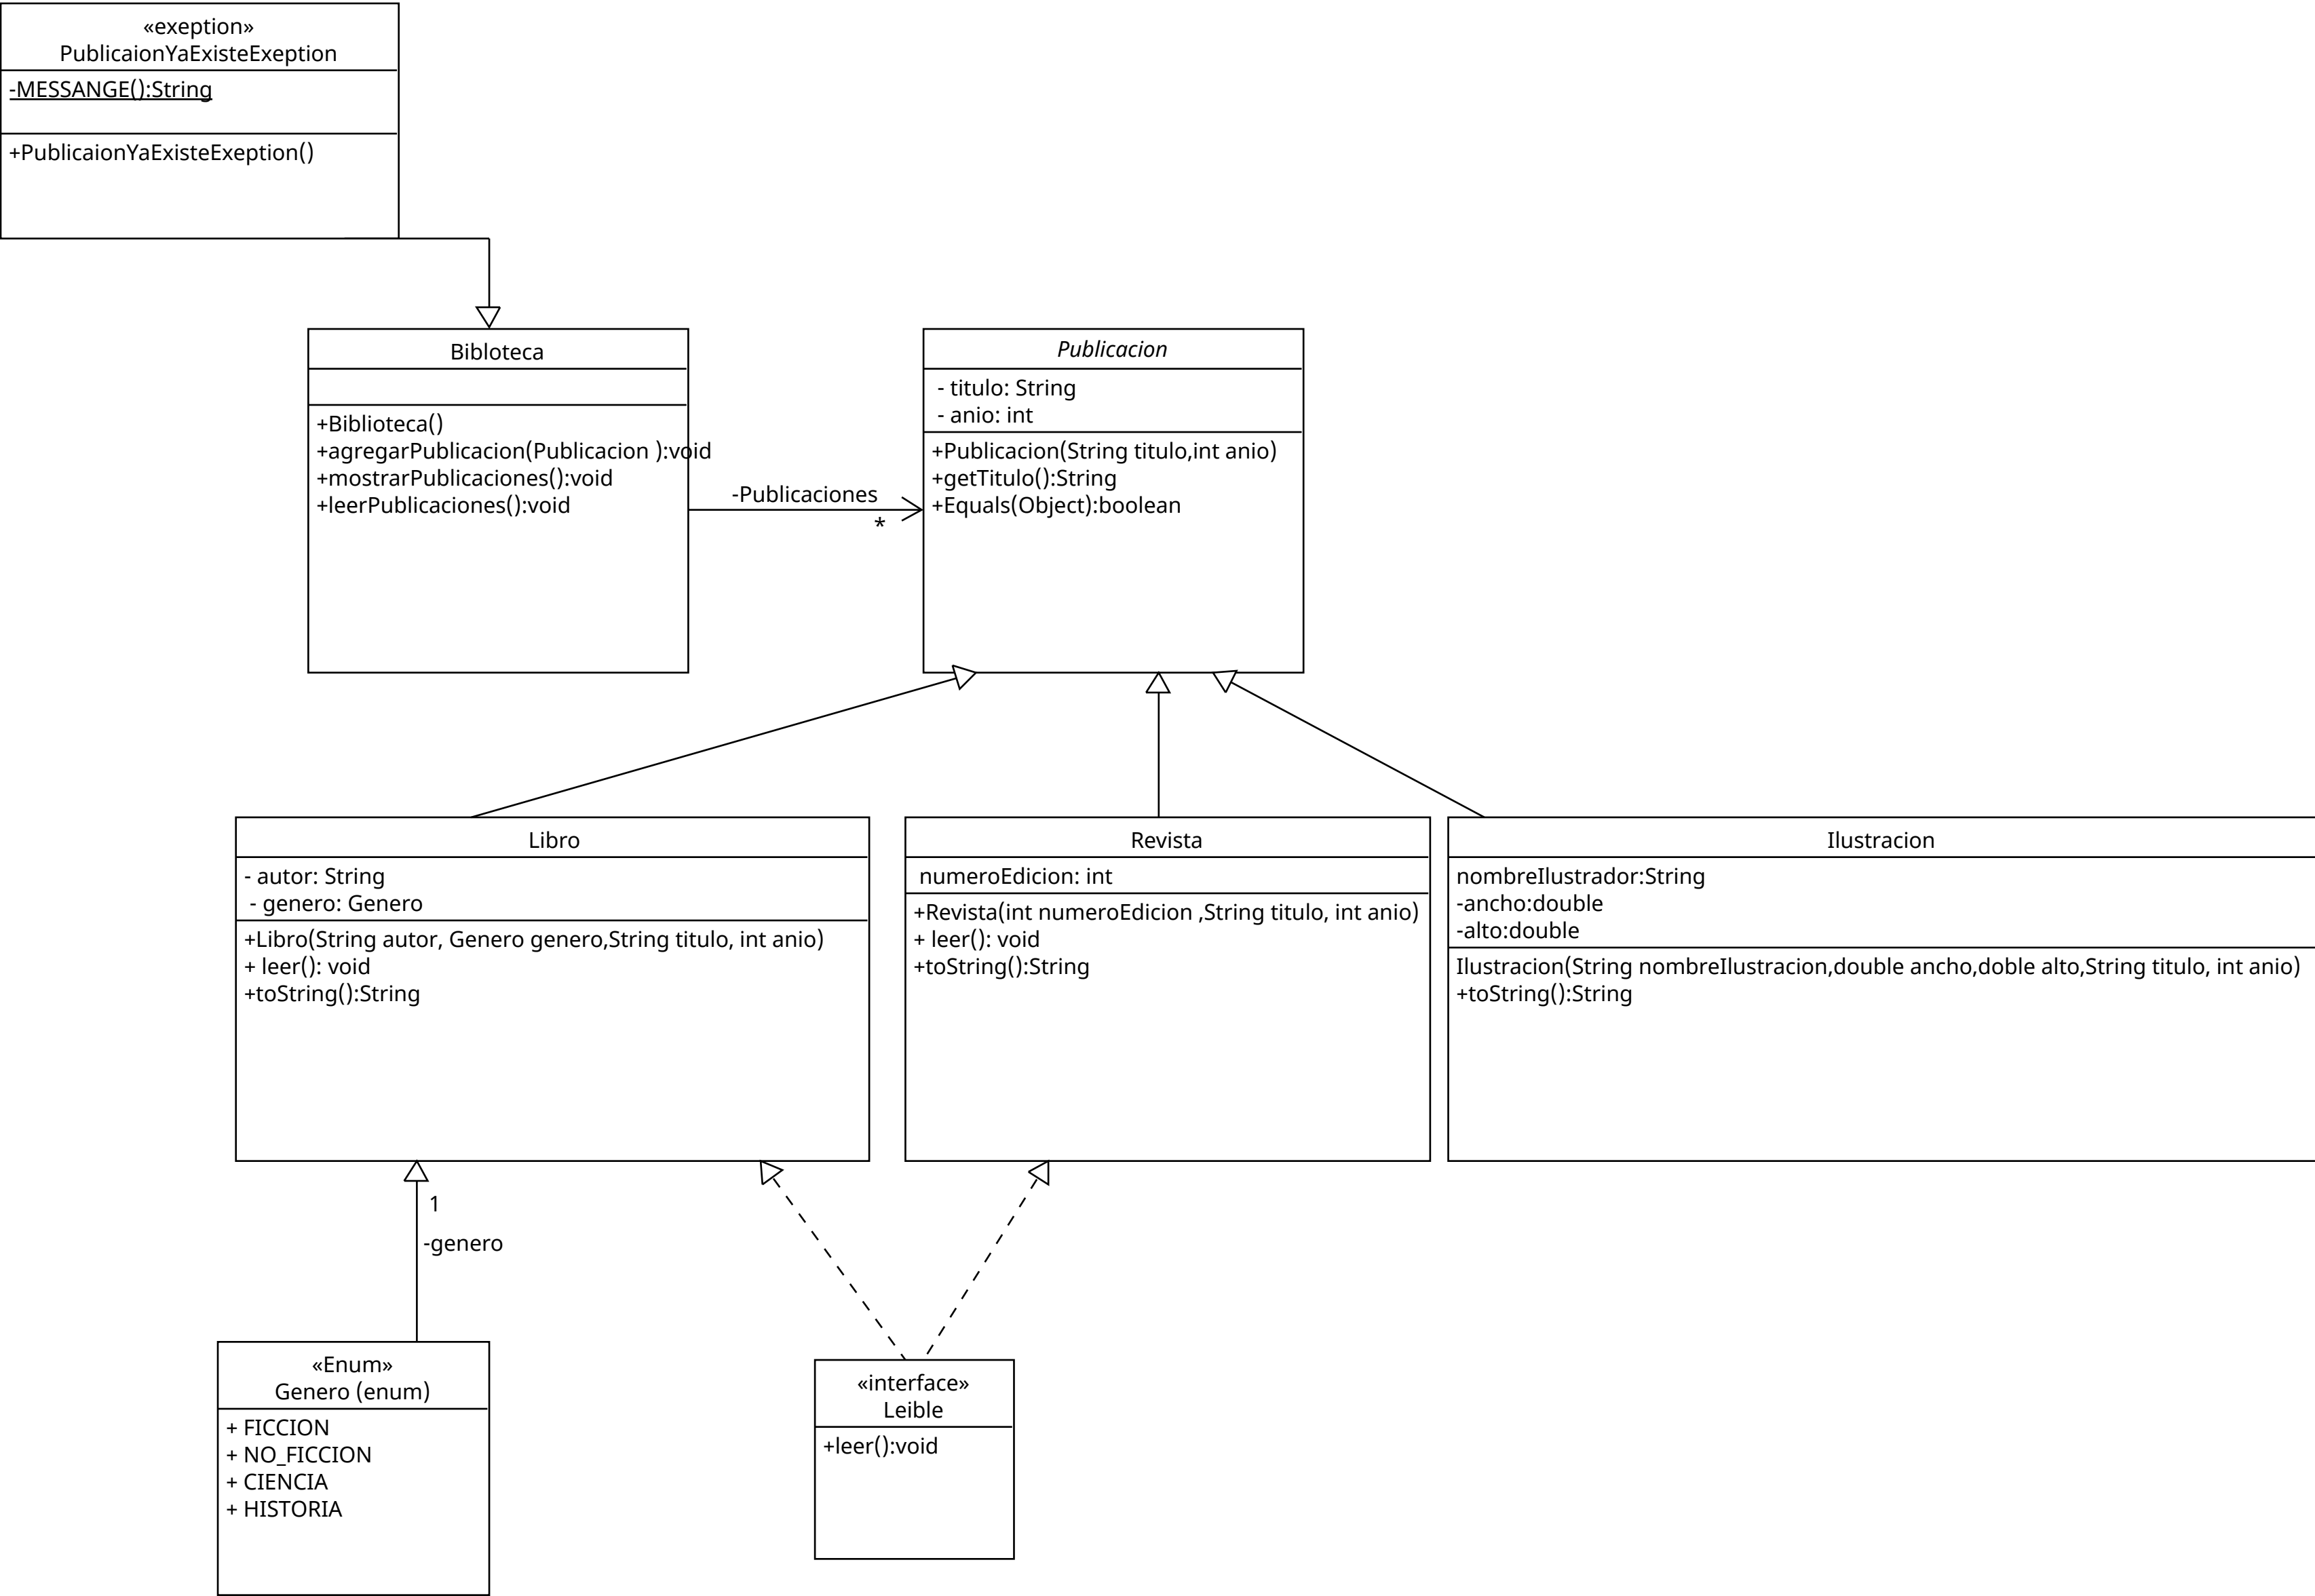 «exeption»
PublicaionYaExisteExeption
-MESSANGE():String
+PublicaionYaExisteExeption()
Bibloteca
+Biblioteca()
+agregarPublicacion(Publicacion ):void
+mostrarPublicaciones():void
+leerPublicaciones():void
-Publicaciones
*
Publicacion
- titulo: String
- anio: int
+Publicacion(String titulo,int anio)
+getTitulo():String
+Equals(Object):boolean
Libro
- autor: String
- genero: Genero
+Libro(String autor, Genero genero,String titulo, int anio)
+ leer(): void
+toString():String
Revista
numeroEdicion: int
+Revista(int numeroEdicion ,String titulo, int anio)
+ leer(): void
+toString():String
Ilustracion
nombreIlustrador:String
-ancho:double
-alto:double
Ilustracion(String nombreIlustracion,double ancho,doble alto,String titulo, int anio)
+toString():String
1
-genero
«Enum»
Genero (enum)
+ FICCION
+ NO_FICCION
+ CIENCIA
+ HISTORIA
«interface»
Leible
+leer():void